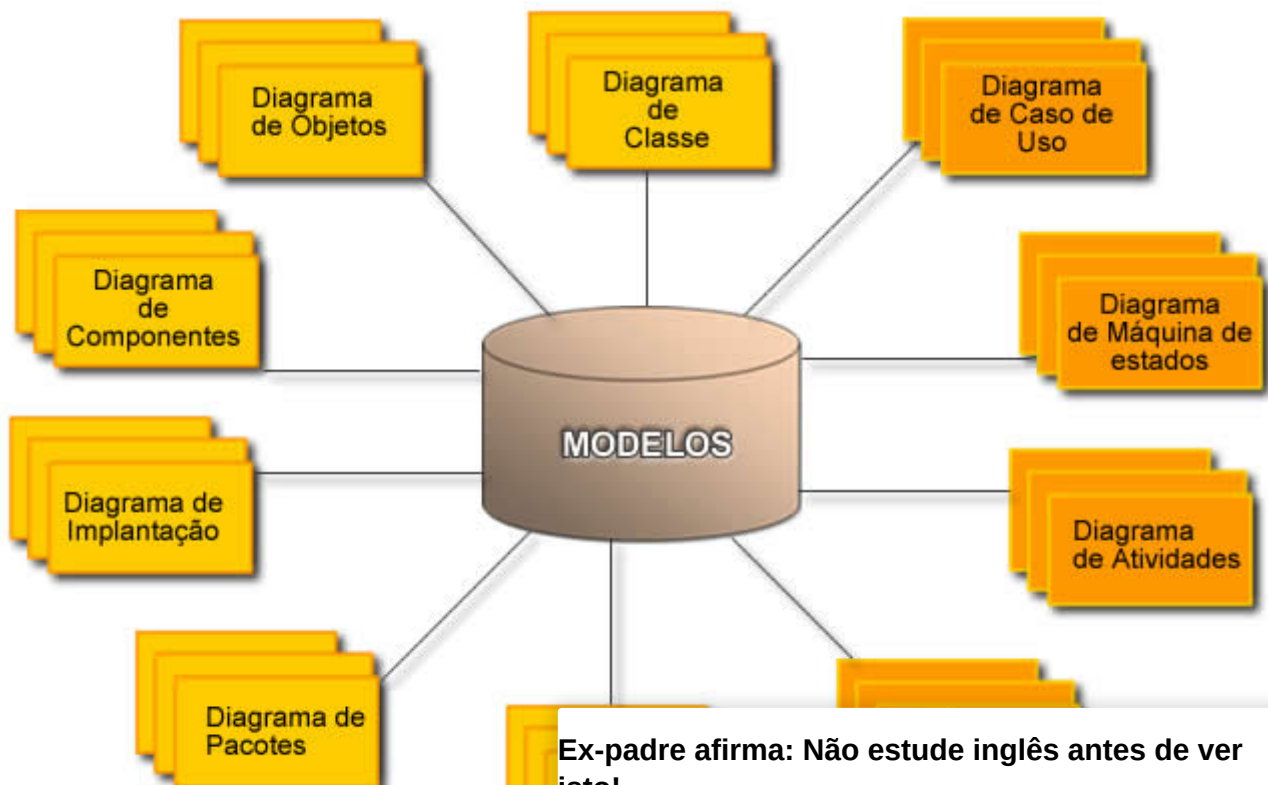 Diagrama
de Objetos
Diagrama
de
Classe
Diagrama
de Caso de
Uso
Diagrama
de
Componentes
Diagrama
de Máquina de
estados
MODELOS
Diagrama de
Implantação
Diagrama
de Atividades
Diagrama de
Pacotes
Ex-padre afirma: Não estude inglês antes de ver
isto!